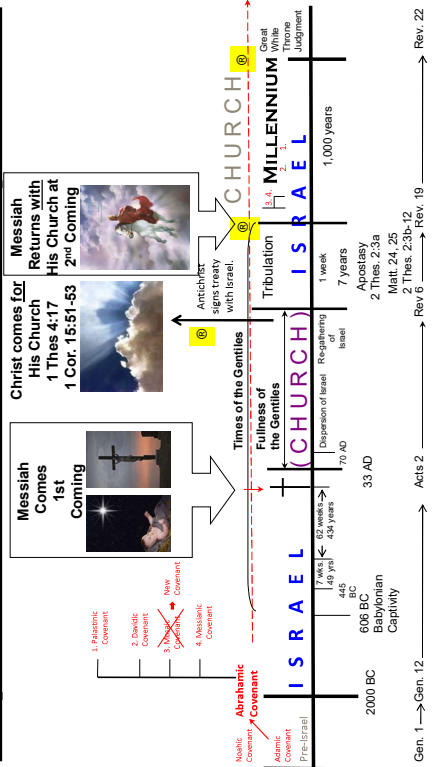 Messiah
Comes
1st
Coming
Christ comes for
His Church
1 Thes 4:17
1 Cor. 15:51-53
Messiah
Returns with
His Church at
2nd Coming
1. Palastinic
Covenant
2. Davidic
Covenant
3. Mosaic
Covenant
New
Covenant
4. Messianic
Covenant
Abrahamic
Covenant
Noahic
Covenant
Adamic
Covenant
Pre-Israel
I S R A E L
Times of the Gentiles
Fullness of
the Gentiles
( C H U R C H )
Dispersion of Israel
Re-gathering
of
Israel
®
Antichrist
signs treaty
with Israel.
Tribulation
®
C H U R C H
®
3. 4.
MILLENNIUM
2. 1.
I S R A E L
Great
White
Throne
Judgment
2000 BC
606 BC
Babylonian
Captivity
445
BC
7 wks.
49 yrs
62 weeks
434 years
33 AD
70 AD
1 week
7 years
1,000 years
Apostasy
2 Thes. 2:3a
Matt. 24, 25
2 Thes. 2:3b-12
Gen. 1
Gen. 12
Acts 2
Rev 6
Rev. 19
Rev. 22